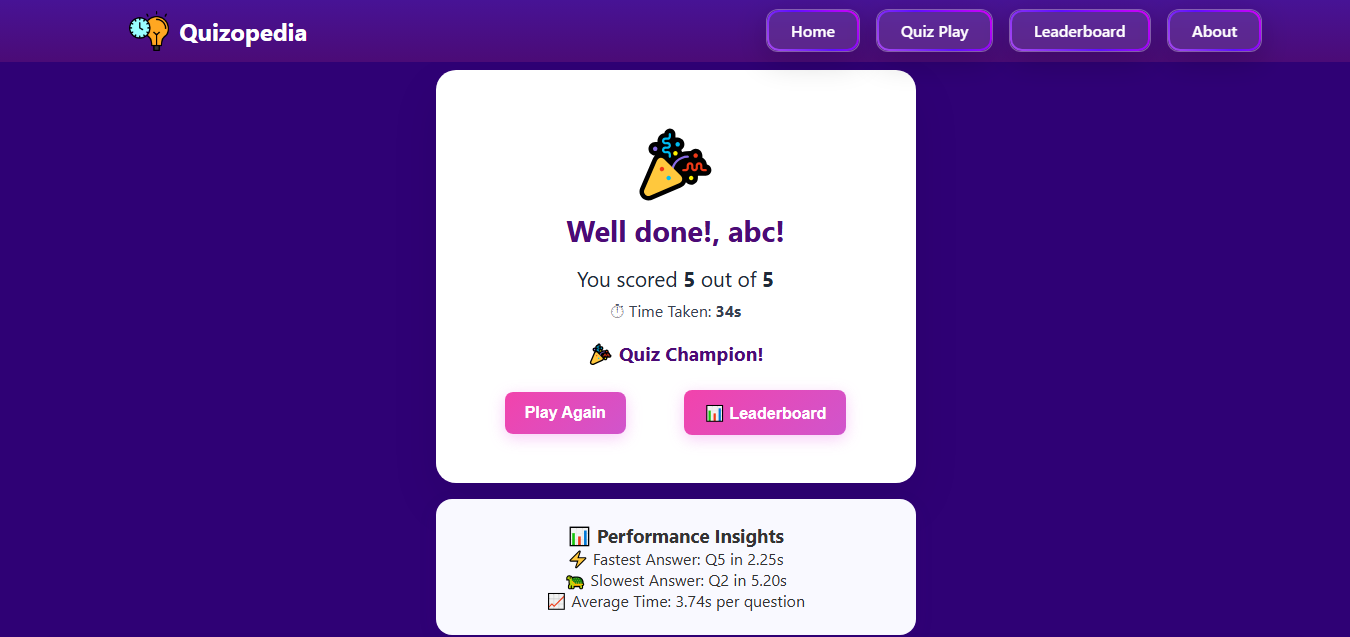 Quizopedia
Home
Quiz Play
Leaderboard
About
Well done!, abc!
You scored 5 out of 5
⏱ Time Taken: 34s
🎉 Quiz Champion!
Play Again
📊 Leaderboard
📊 Performance Insights
⚡ Fastest Answer: Q5 in 2.25s
🐢 Slowest Answer: Q2 in 5.20s
📈 Average Time: 3.74s per question